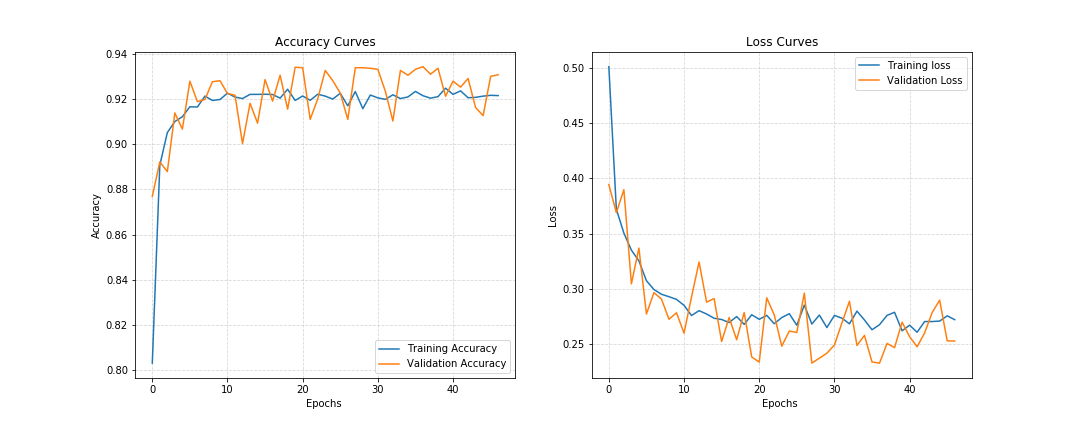 Accuracy Curves
0.94
0.92
0.90
0.88
0.86
0.84
0.82
0.80
Accuracy
0 10 20 30 40
Epochs
Training Accuracy
Validation Accuracy
Loss Curves
0.50
0.45
0.40
0.35
0.30
0.25
Loss
0 10 20 30 40
Epochs
Training loss
Validation Loss